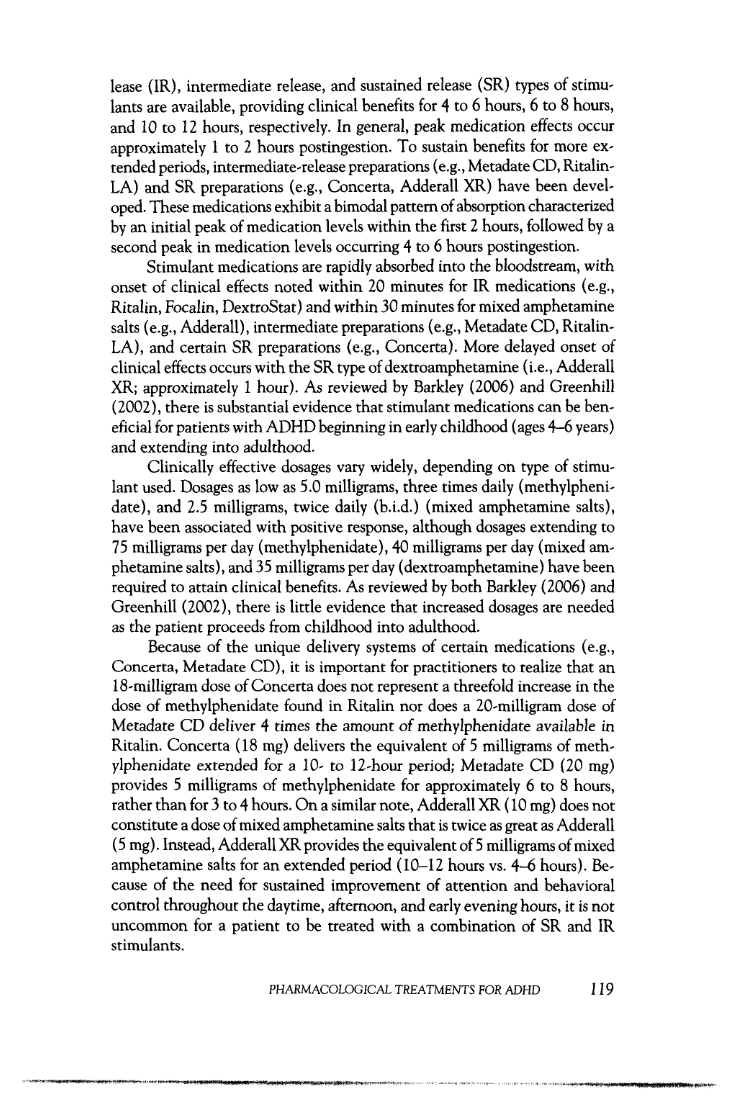 lease (IR), intermediate release, and sustained release (SR) types of stimu-
lants are available, providing clinical benefits for 4 to 6 hours, 6 to 8 hours,
and 10 to 12 hours, respectively. In general, peak medication effects occur
approximately 1 to 2 hours postingestion. To sustain benefits for more ex-
tended periods, intermediate-release preparations (e.g., Metadate CD, Ritalin-
LA) and SR preparations (e.g., Concerta, Adderall XR) have been devel-
oped. These medications exhibit a bimodal pattern of absorption characterized
by an initial peak of medication levels within the first 2 hours, followed by a
second peak in medication levels occurring 4 to 6 hours postingestion.
Stimulant medications are rapidly absorbed into the bloodstream, with
onset of clinical effects noted within 20 minutes for IR medications (e.g.,
Ritalin, Focalin, DextroStat) and within 30 minutes for mixed amphetamine
salts (e.g., Adderall), intermediate preparations (e.g., Metadate CD, Ritalin-
LA), and certain SR preparations (e.g., Concerta). More delayed onset of
clinical effects occurs with the SR type of dextroamphetamine (i.e., Adderall
XR; approximately 1 hour). As reviewed by Barkley (2006) and Greenhill
(2002), there is substantial evidence that stimulant medications can be ben-
eficial for patients with ADHD beginning in early childhood (ages 4–6 years)
and extending into adulthood.
Clinically effective dosages vary widely, depending on type of stimu-
lant used. Dosages as low as 5.0 milligrams, three times daily (methylpheni-
date), and 2.5 milligrams, twice daily (b.i.d.) (mixed amphetamine salts),
have been associated with positive response, although dosages extending to
75 milligrams per day (methylphenidate), 40 milligrams per day (mixed am-
phetamine salts), and 35 milligrams per day (dextroamphetamine) have been
required to attain clinical benefits. As reviewed by both Barkley (2006) and
Greenhill (2002), there is little evidence that increased dosages are needed
as the patient proceeds from childhood into adulthood.
Because of the unique delivery systems of certain medications (e.g.,
Concerta, Metadate CD), it is important for practitioners to realize that an
18-milligram dose of Concerta does not represent a threefold increase in the
dose of methylphenidate found in Ritalin nor does a 20-milligram dose of
Metadate CD deliver 4 times the amount of methylphenidate available in
Ritalin. Concerta (18 mg) delivers the equivalent of 5 milligrams of meth-
ylphenidate extended for a 10- to 12-hour period; Metadate CD (20 mg)
provides 5 milligrams of methylphenidate for approximately 6 to 8 hours,
rather than for 3 to 4 hours. On a similar note, Adderall XR (10 mg) does not
constitute a dose of mixed amphetamine salts that is twice as great as Adderall
(5 mg). Instead, Adderall XR provides the equivalent of 5 milligrams of mixed
amphetamine salts for an extended period (10–12 hours vs. 4–6 hours). Be-
cause of the need for sustained improvement of attention and behavioral
control throughout the daytime, afternoon, and early evening hours, it is not
uncommon for a patient to be treated with a combination of SR and IR
stimulants.
PHARMACOLOGICAL TREATMENTS FOR ADHD 119